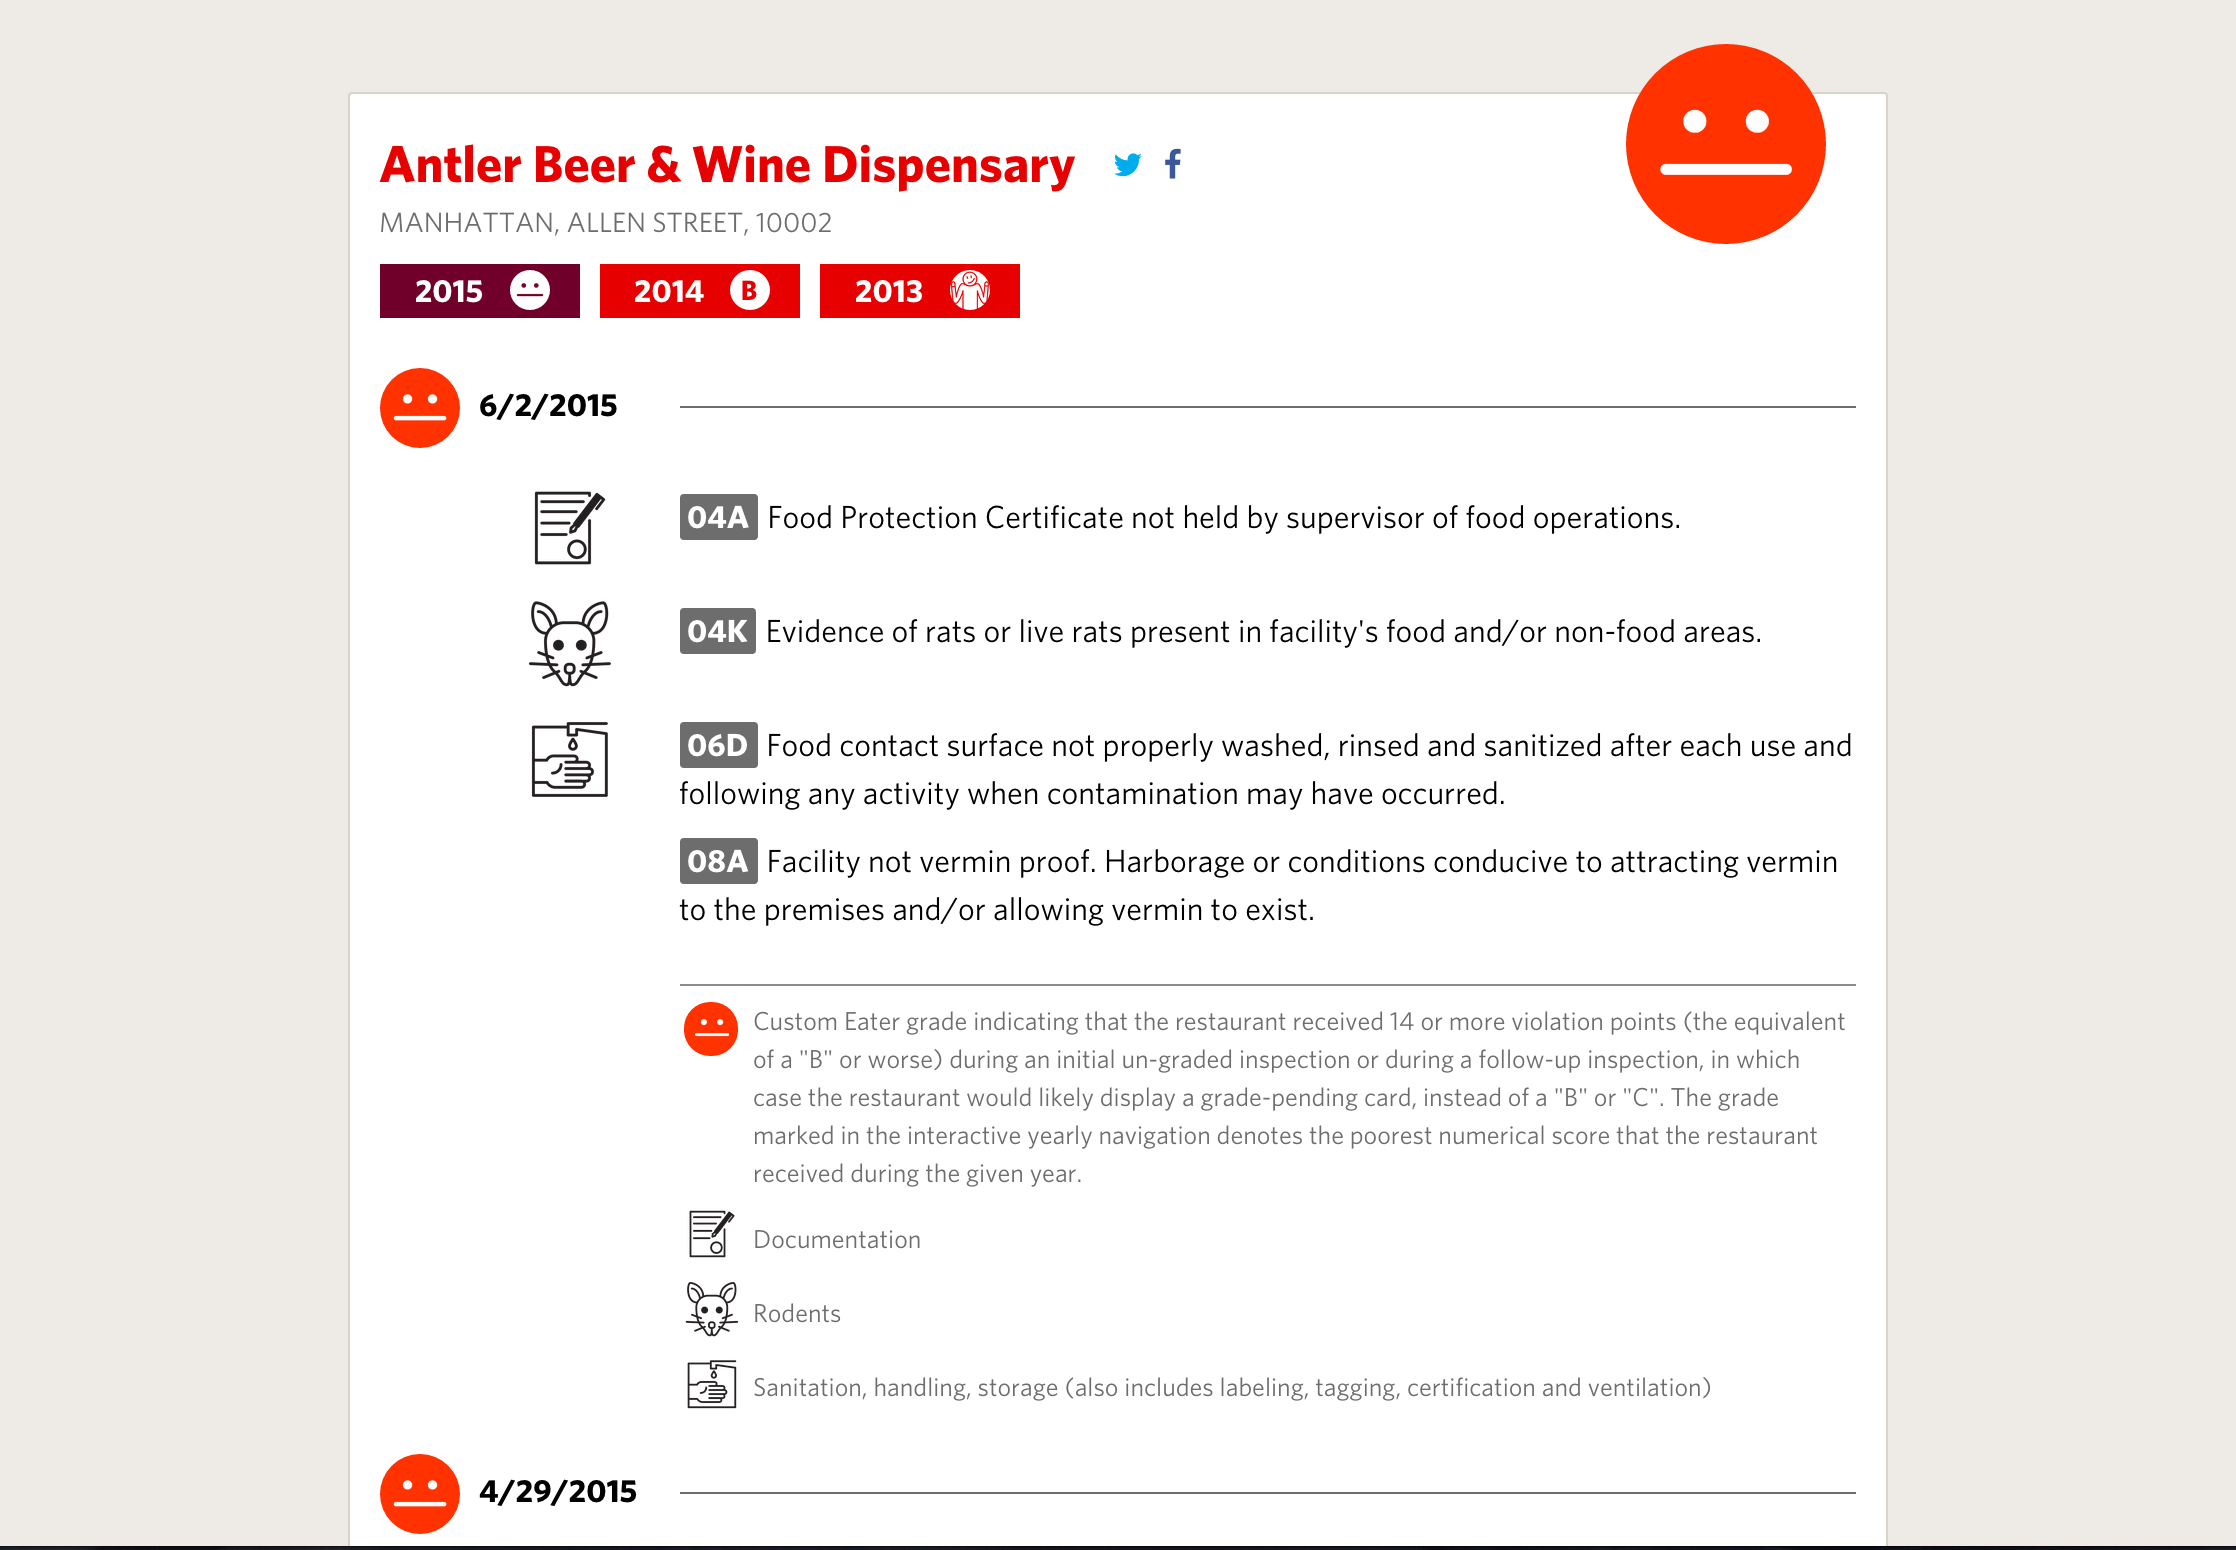 Antler Beer & Wine Dispensary
MANHATTAN, ALLEN STREET, 10002
2015 2014 B 2013
6/2/2015
04A Food Protection Certificate not held by supervisor of food operations.
04K Evidence of rats or live rats present in facility's food and/or non-food areas.
06D Food contact surface not properly washed, rinsed and sanitized after each use and
following any activity when contamination may have occurred.
08A Facility not vermin proof. Harborage or conditions conducive to attracting vermin
to the premises and/or allowing vermin to exist.
Custom Eater grade indicating that the restaurant received 14 or more violation points (the equivalent
of a "B" or worse) during an initial un-graded inspection or during a follow-up inspection, in which
case the restaurant would likely display a grade-pending card, instead of a "B" or "C". The grade
marked in the interactive yearly navigation denotes the poorest numerical score that the restaurant
received during the given year.
Documentation
Rodents
Sanitation, handling, storage (also includes labeling, tagging, certification and ventilation)
4/29/2015